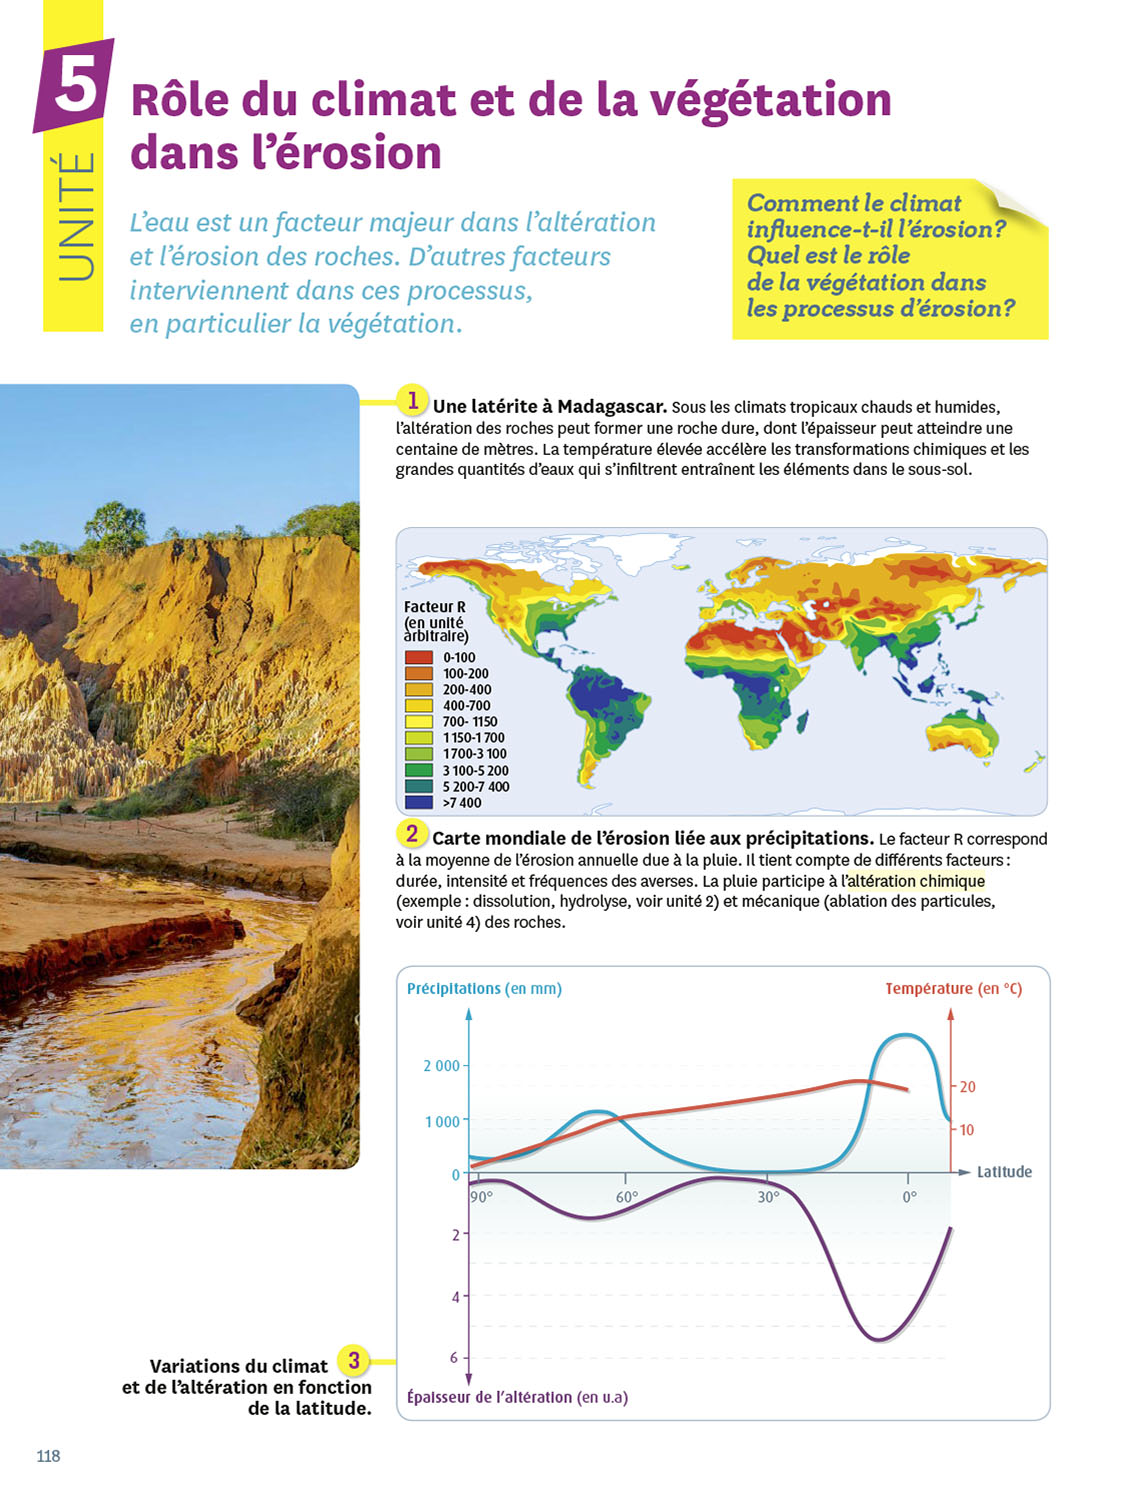 5
UNITÉ
Rôle du climat et de la végétation
dans l’érosion
L’eau est un facteur majeur dans l’altération
et l’érosion des roches. D’autres facteurs
interviennent dans ces processus,
en particulier la végétation.
Comment le climat
influence-t-il l’érosion?
Quel est le rôle
de la végétation dans
les processus d’érosion?
1 Une latérite à Madagascar. Sous les climats tropicaux chauds et humides,
l’altération des roches peut former une roche dure, dont l’épaisseur peut atteindre une
centaine de mètres. La température élevée accélère les transformations chimiques et les
grandes quantités d’eaux qui s’infiltrent entraînent les éléments dans le sous-sol.
Facteur R
(en unité
arbitraire)
0-100
100-200
200-400
400-700
700- 1150
1150-1700
1700-3 100
3 100-5 200
5 200-7 400
>7 400
2 Carte mondiale de l’érosion liée aux précipitations. Le facteur R correspond
à la moyenne de l’érosion annuelle due à la pluie. Il tient compte de différents facteurs :
durée, intensité et fréquences des averses. La pluie participe à l’altération chimique
(exemple : dissolution, hydrolyse, voir unité 2) et mécanique (ablation des particules,
voir unité 4) des roches.
Précipitations (en mm)
Température (en °C)
2 000
20
1 000
10
0
Latitude
90°
60°
30°
0°
2
4
6
Épaisseur de l’altération (en u.a)
3
Variations du climat
et de l’altération en fonction
de la latitude.
118